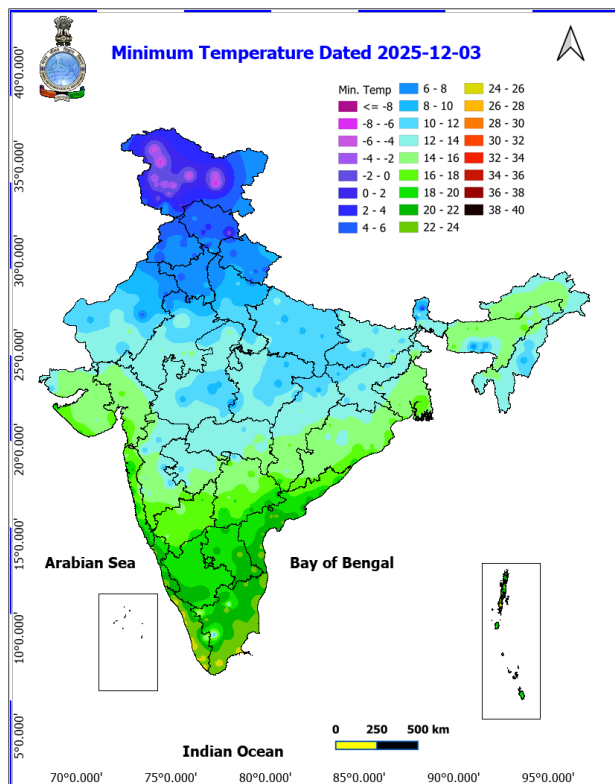 Minimum Temperature Dated 2025-12-03
Min. Temp
<= -8
-8 - -6
-6 - -4
-4 - -2
-2 - 0
0 - 2
2 - 4
4 - 6
6 - 8
8 - 10
10 - 12
12 - 14
14 - 16
16 - 18
18 - 20
20 - 22
22 - 24
24 - 26
26 - 28
28 - 30
30 - 32
32 - 34
34 - 36
36 - 38
38 - 40
40°0.000'
35°0.000'
30°0.000'
25°0.000'
20°0.000'
15°0.000'
10°0.000'
5°0.000'
Arabian Sea
Bay of Bengal
Indian Ocean
0 250 500 km
70°0.000' 75°0.000' 80°0.000' 85°0.000' 90°0.000' 95°0.000'